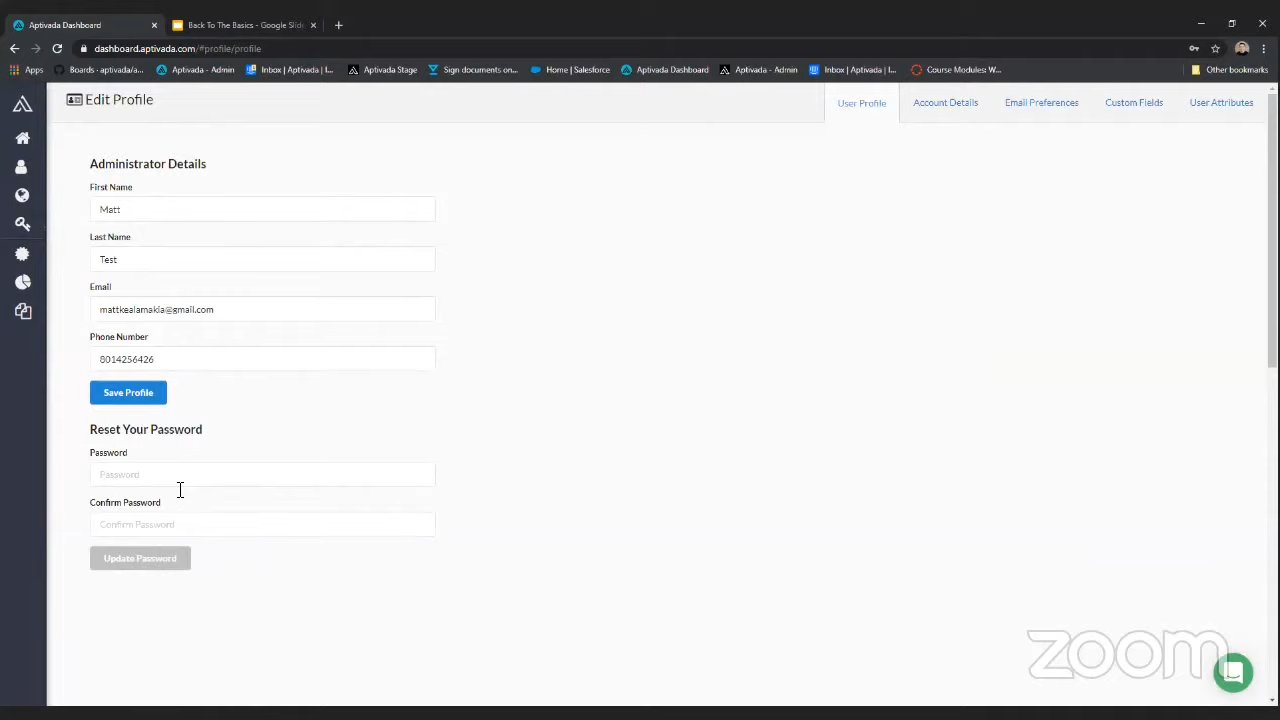 Aptivada Dashboard
Back To The Basics - Google Slid
dashboard.aptivada.com/#profile/profile
Apps
Boards - aptivada/a...
Aptivada - Admin
Inbox | Aptivada | I...
Aptivada Stage
Sign documents on...
Home | Salesforce
Aptivada Dashboard
Aptivada - Admin
Inbox | Aptivada | I...
Course Modules: W...
Other bookmarks
Edit Profile
User Profile
Account Details
Email Preferences
Custom Fields
User Attributes
Administrator Details
First Name
Matt
Last Name
Test
Email
mattkealamakia@gmail.com
Phone Number
8014256426
Save Profile
Reset Your Password
Password
Password
Confirm Password
Confirm Password
Update Password
zoom